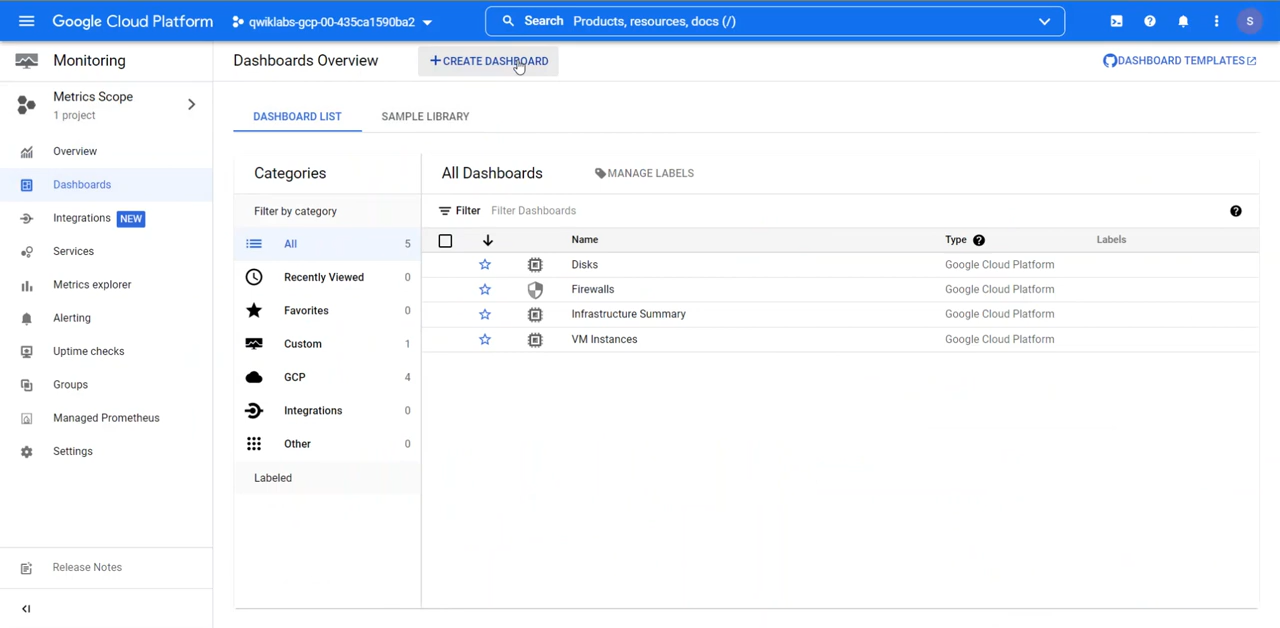 Google Cloud Platform
qwiklabs-gcp-00-435ca1590ba2
Search Products, resources, docs (/)
S
Monitoring
Dashboards Overview
+ CREATE DASHBOARD
DASHBOARD TEMPLATES
Metrics Scope
1 project
Overview
Dashboards
Integrations NEW
Services
Metrics explorer
Alerting
Uptime checks
Groups
Managed Prometheus
Settings
Release Notes
DASHBOARD LIST
SAMPLE LIBRARY
Categories
Filter by category
All 5
Recently Viewed 0
Favorites 0
Custom 1
GCP 4
Integrations 0
Other 0
Labeled
All Dashboards
MANAGE LABELS
Filter Filter Dashboards
Name Type Labels
Disks Google Cloud Platform
Firewalls Google Cloud Platform
Infrastructure Summary Google Cloud Platform
VM Instances Google Cloud Platform